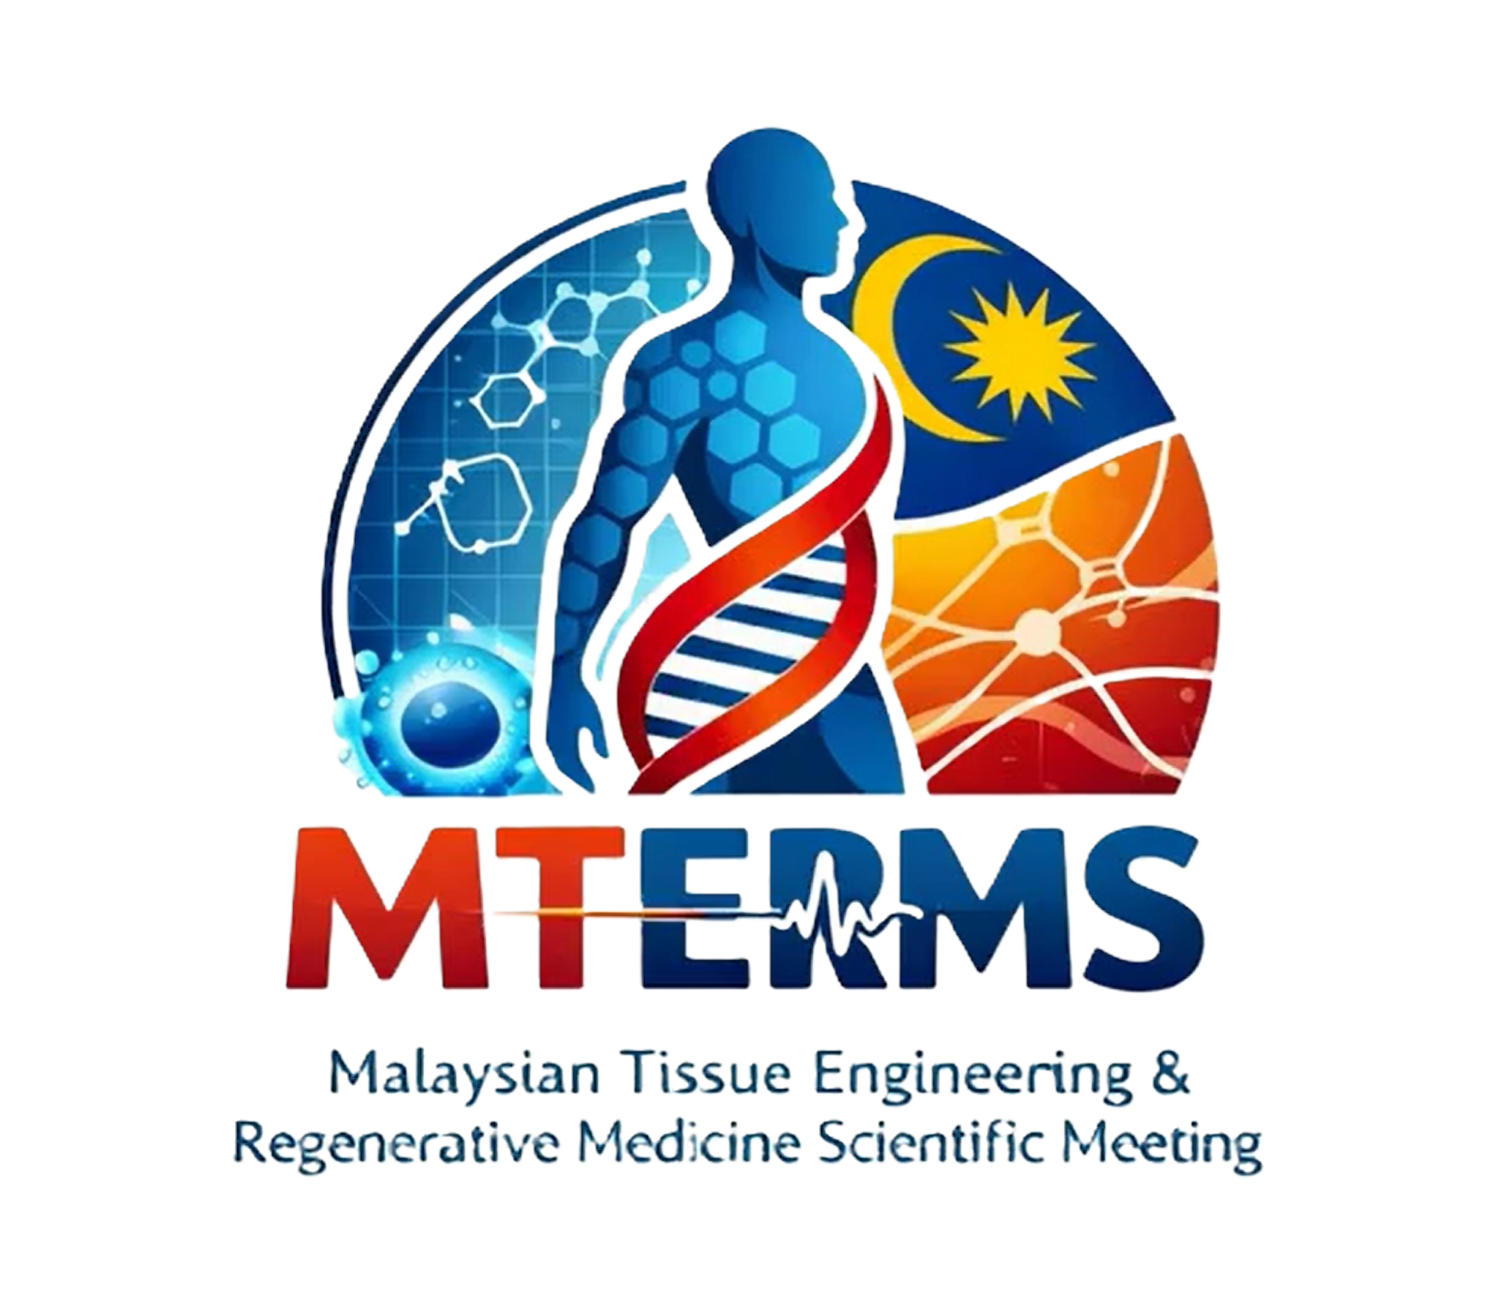 MTERMS
Malaysian Tissue Engineering &
Regenerative Medicine Scientific Meeting